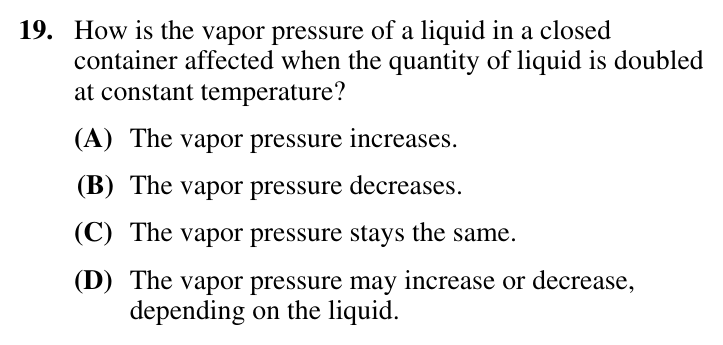 19. How is the vapor pressure of a liquid in a closed
container affected when the quantity of liquid is doubled
at constant temperature?
(A) The vapor pressure increases.
(B) The vapor pressure decreases.
(C) The vapor pressure stays the same.
(D) The vapor pressure may increase or decrease,
depending on the liquid.